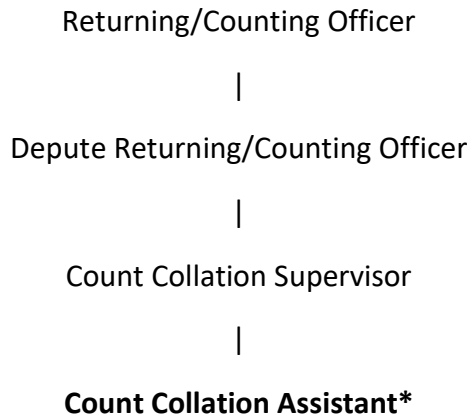 Returning/Counting Officer
|
Depute Returning/Counting Officer
|
Count Collation Supervisor
|
Count Collation Assistant*